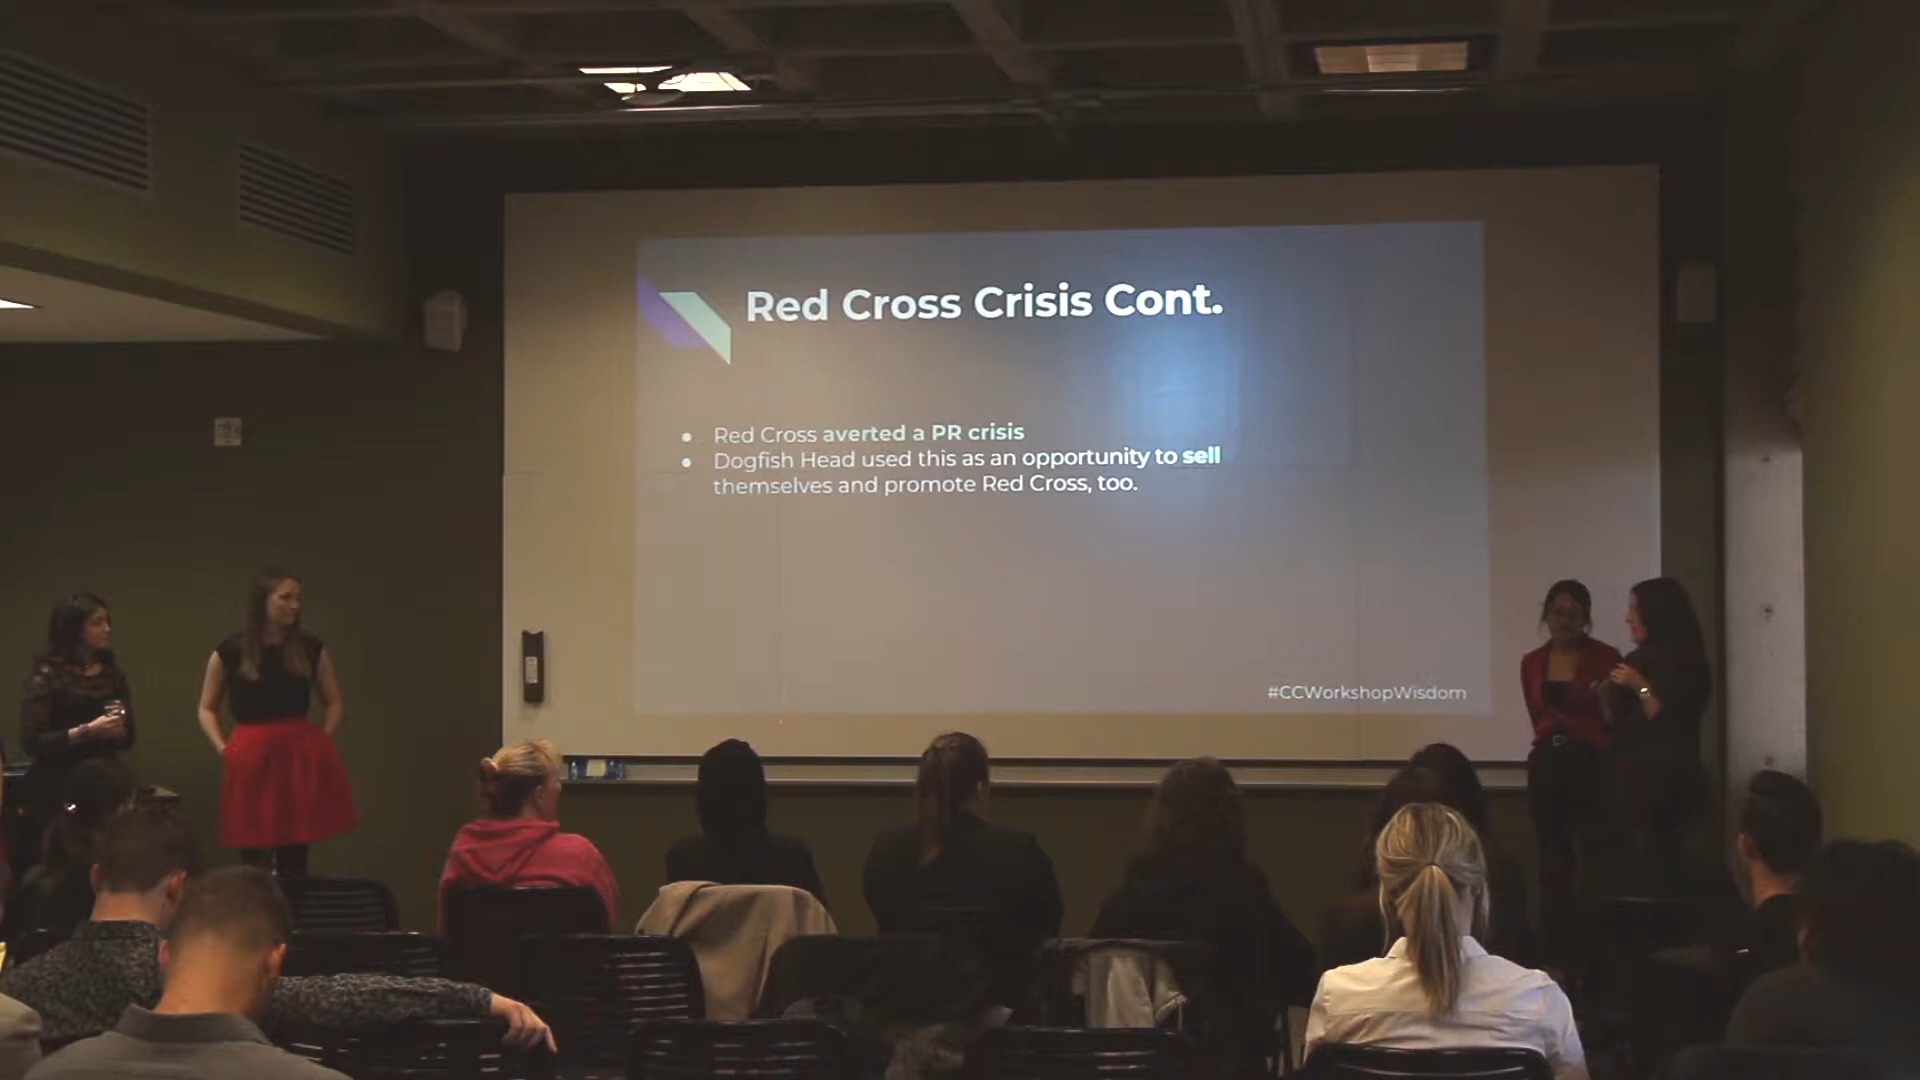 Red Cross Crisis Cont.
● Red Cross averted a PR crisis
● Dogfish Head used this as an opportunity to sell
themselves and promote Red Cross, too.
#CCWorkshopWisdom